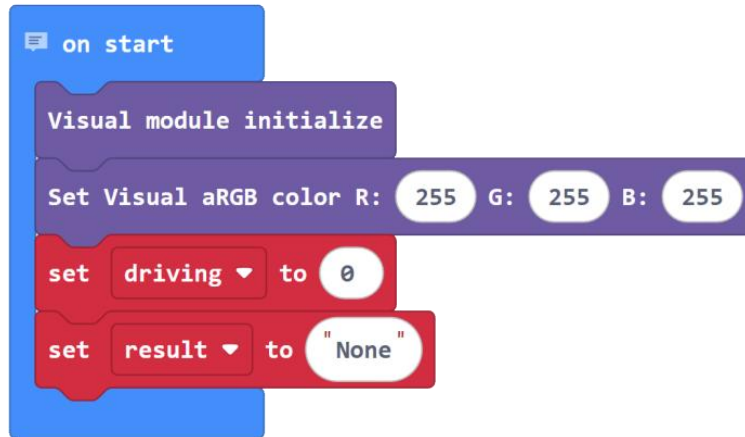 on start
Visual module initialize
Set Visual aRGB color R: 255 G: 255 B: 255
set driving to 0
set result to "None"